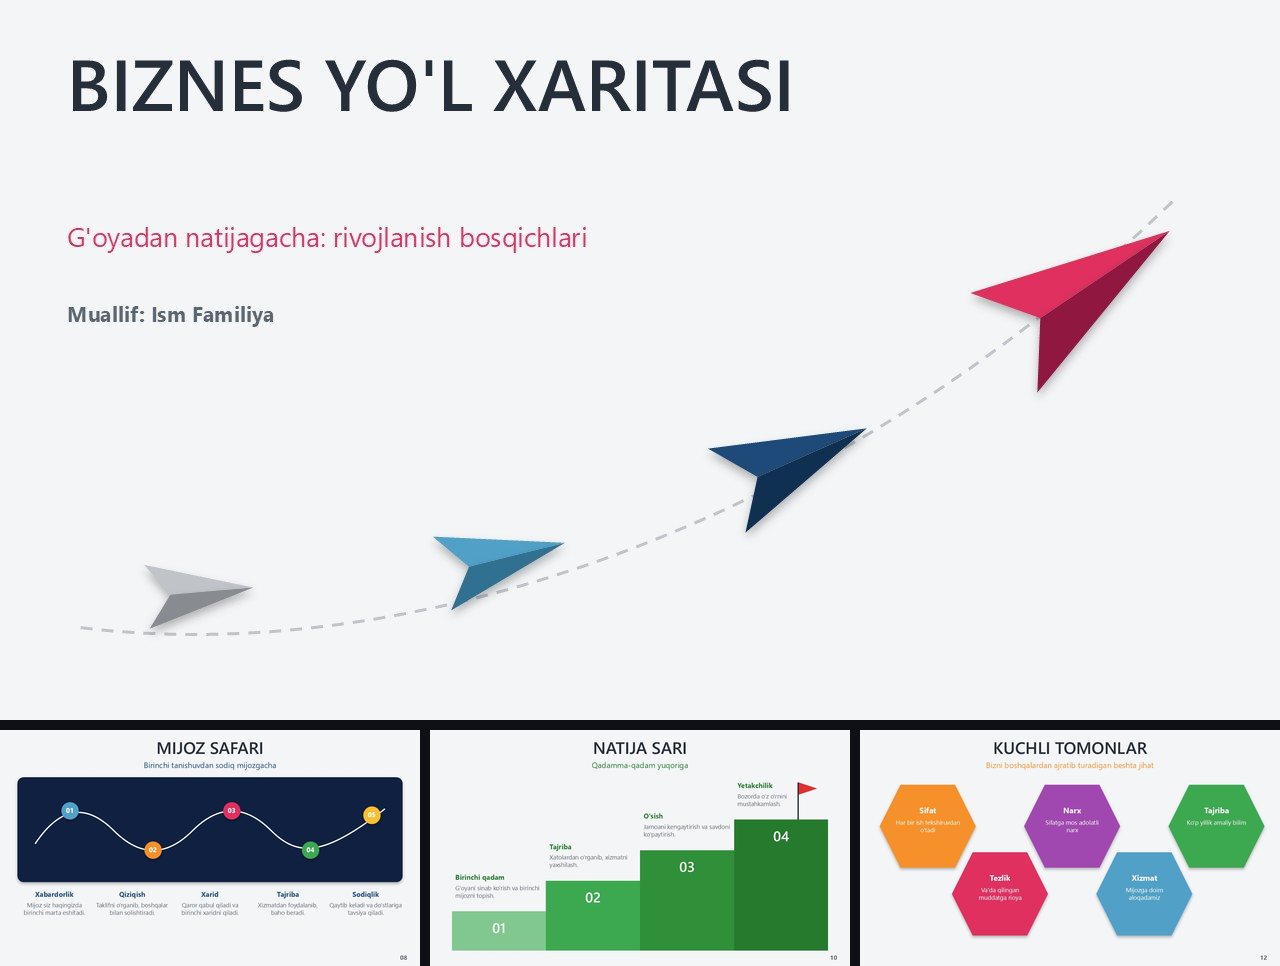 BIZNES YO'L XARITASI
G'oyadan natijagacha: rivojlanish bosqichlari
Muallif: Ism Familiya
MIJOZ SAFARI
Birinchi tanishuvdan sodiq mijozgacha
01
02
03
04
05
Xabardorlik
Mijoz siz haqingizda
birinchi marta eshitadi.
Qiziqish
Taklifni o'rganib, boshqalar
bilan solishtiradi.
Xarid
Qaror qabul qiladi va
birinchi xaridni qiladi.
Tajriba
Xizmatdan foydalanib,
baho beradi.
Sodiqlik
Qaytib keladi va do'stlariga
tavsiya qiladi.
08
NATIJA SARI
Qadamma-qadam yuqoriga
Birinchi qadam
G'oyani sinab ko'rish va birinchi
mijozni topish.
01
Tajriba
Xatolardan o'rganib, xizmatni
yaxshilash.
02
O'sish
Jamoani kengaytirish va savdoni
ko'paytirish.
03
Yetakchilik
Bozorda o'z o'rnini
mustahkamlash.
04
10
KUCHLI TOMONLAR
Bizni boshqalardan ajratib turadigan beshta jihat
Sifat
Har bir ish tekshiruvdan
o'tadi
Narx
Sifatga mos adolatli
narx
Tajriba
Ko'p yillik amaliy bilim
Tezlik
Va'da qilingan
muddatga rioya
Xizmat
Mijozga doim
aloqadamiz
12